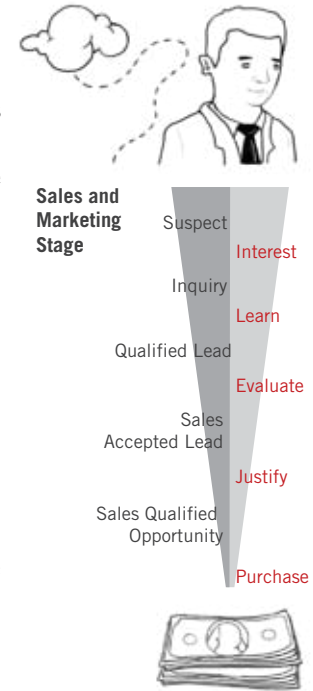 Sales and
Marketing
Stage
Suspect
Interest
Inquiry
Learn
Qualified Lead
Evaluate
Sales
Accepted Lead
Justify
Sales Qualified
Opportunity
Purchase